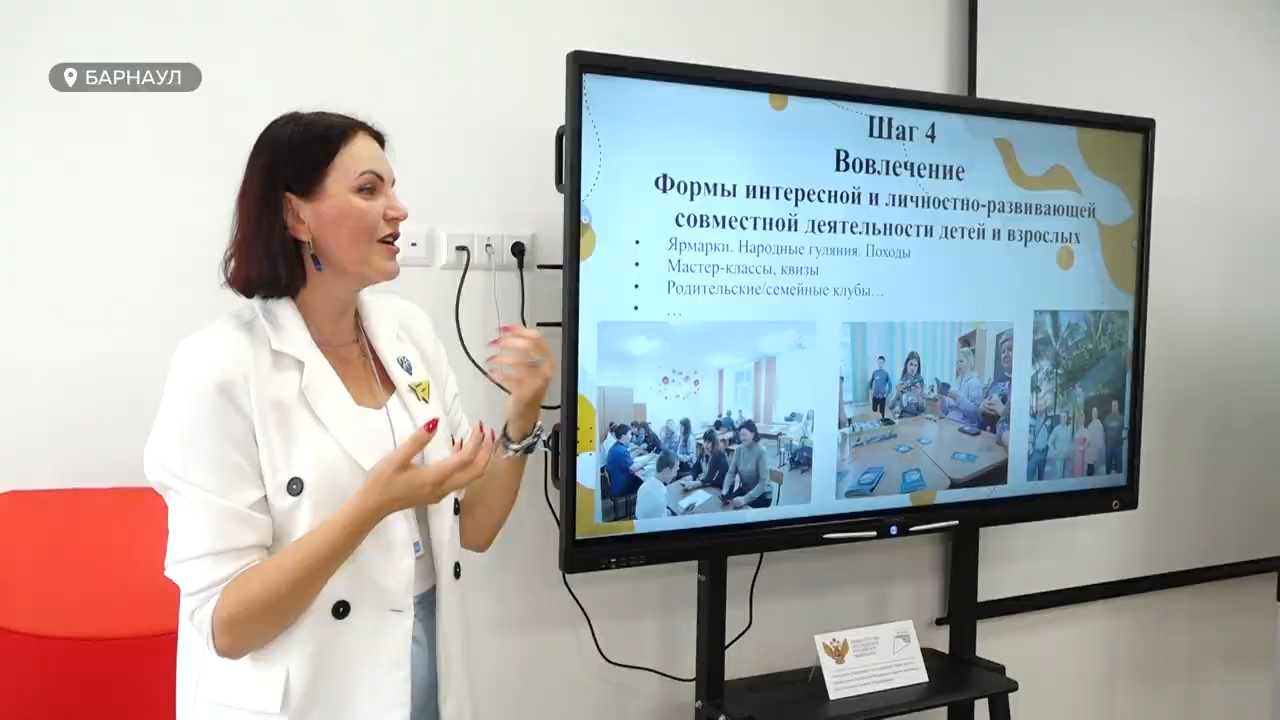 БАРНАУЛ
Шаг 4
Вовлечение
Формы интересной и личностно-развивающей
совместной деятельности детей и взрослых
• Ярмарки. Народные гуляния. Походы
• Мастер-классы, квизы
• Родительские/семейные клубы…
• …